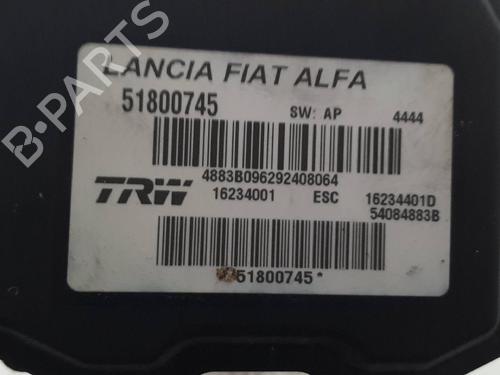 LANCIA FIAT ALFA
51800745 SW: AP 4444
4883B096292408064
TRW 16234001 ESC 16234401D
54084883B
*51800745*
B-PARTS